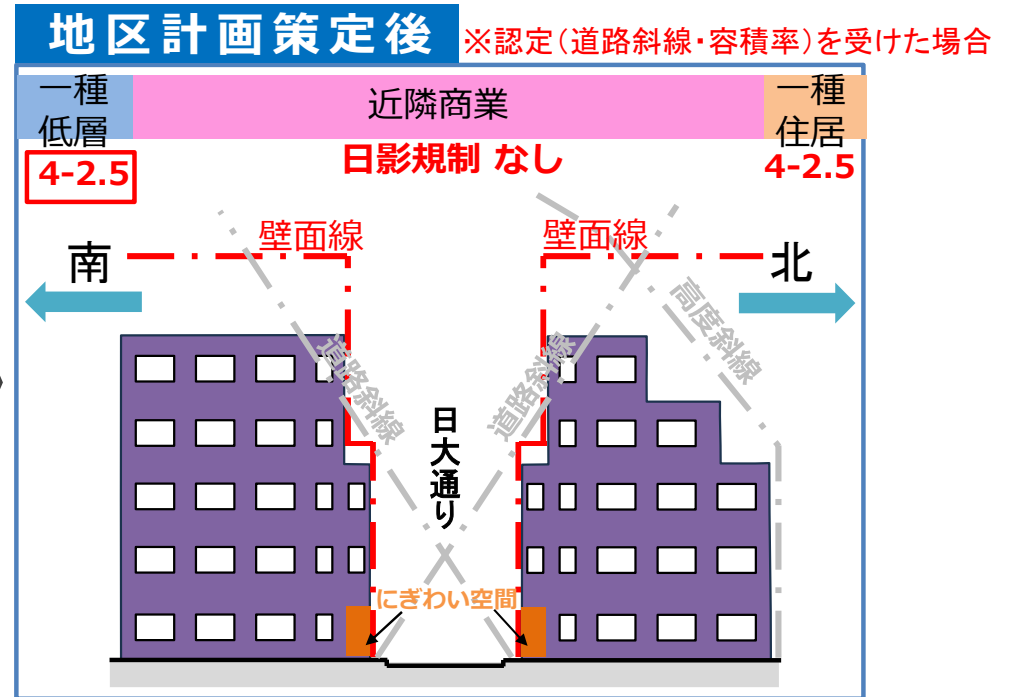 地区計画策定後
※認定(道路斜線・容積率)を受けた場合
一種
低層
近隣商業
一種
住居
4-2.5
日影規制 なし
4-2.5
壁面線
壁面線
南
北
高度斜線
道路斜線
道路斜線
日大通り
にぎわい空間